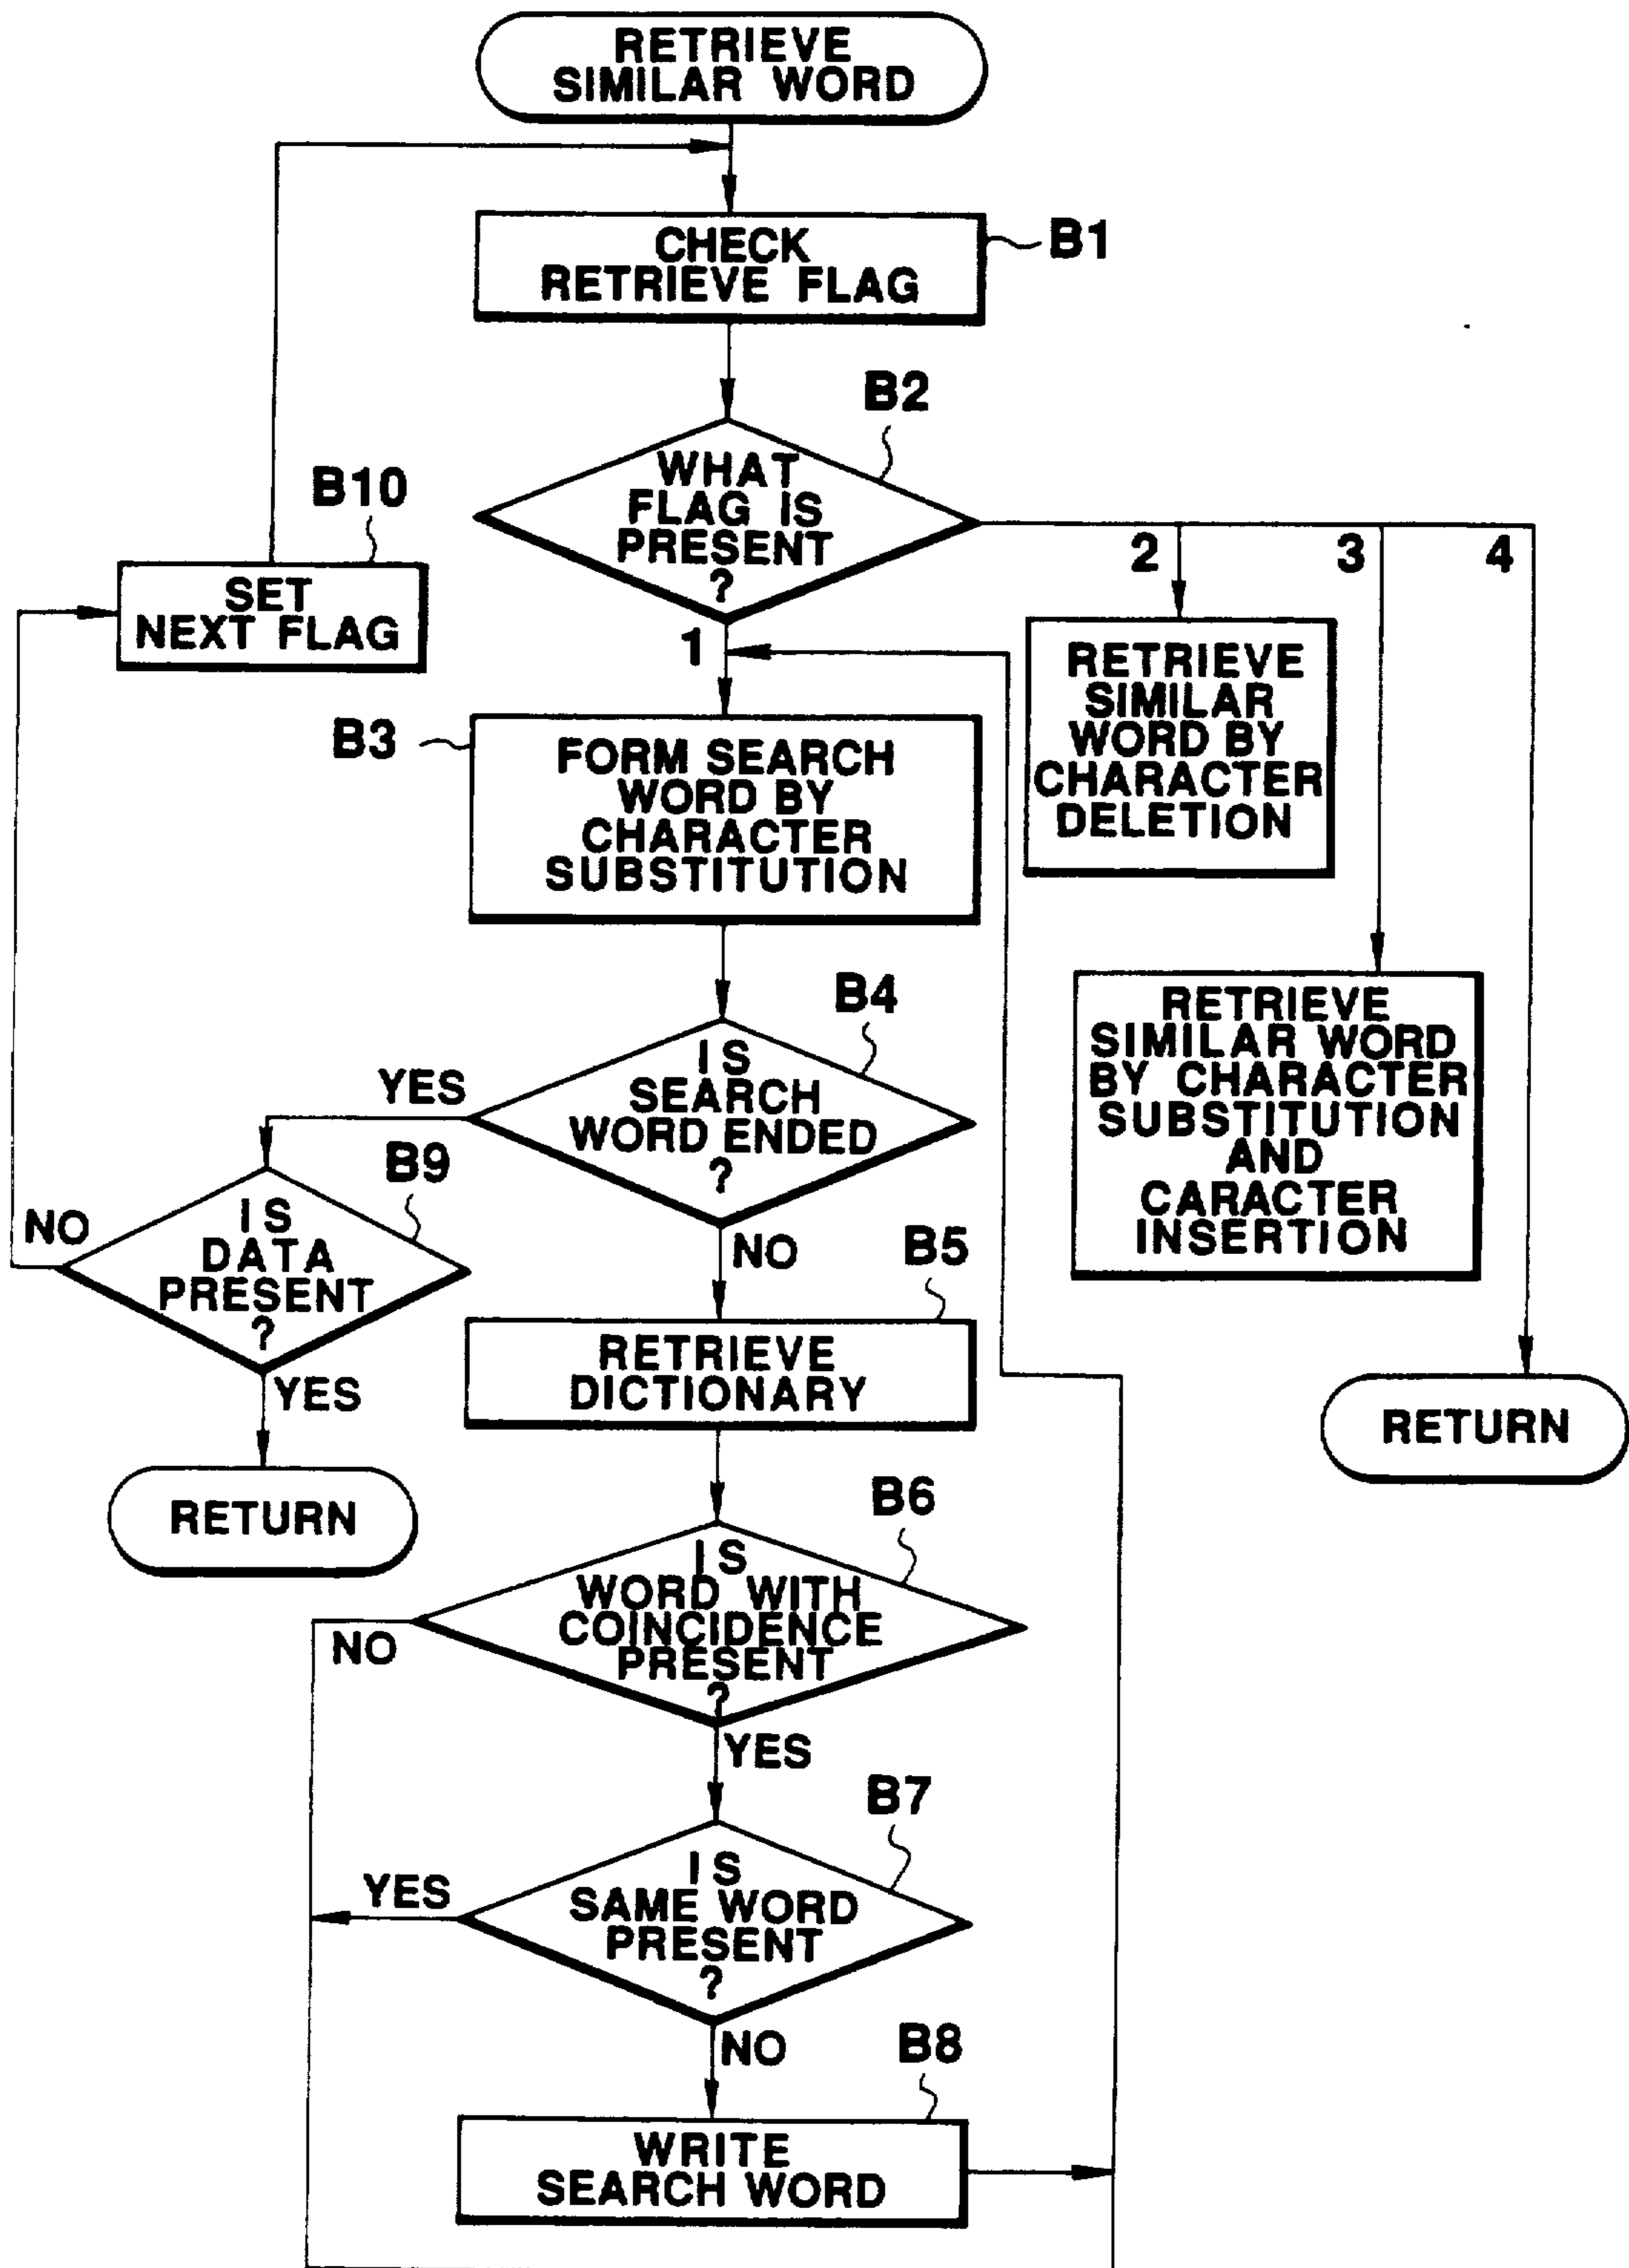 RETRIEVE
SIMILAR WORD
CHECK
RETRIEVE FLAG
B1
B2
WHAT
FLAG IS
PRESENT
?
B10
SET
NEXT FLAG
1
2
3
4
RETRIEVE
SIMILAR
WORD BY
CHARACTER
DELETION
B3
FORM SEARCH
WORD BY
CHARACTER
SUBSTITUTION
RETRIEVE
SIMILAR WORD
BY CHARACTER
SUBSTITUTION
AND
CARACTER
INSERTION
B4
IS
SEARCH
WORD ENDED
?
YES
NO
B9
IS
DATA
PRESENT
?
NO
YES
RETURN
B5
RETRIEVE
DICTIONARY
RETURN
B6
IS
WORD WITH
COINCIDENCE
PRESENT
?
NO
YES
B7
IS
SAME WORD
PRESENT
?
YES
NO
B8
WRITE
SEARCH WORD